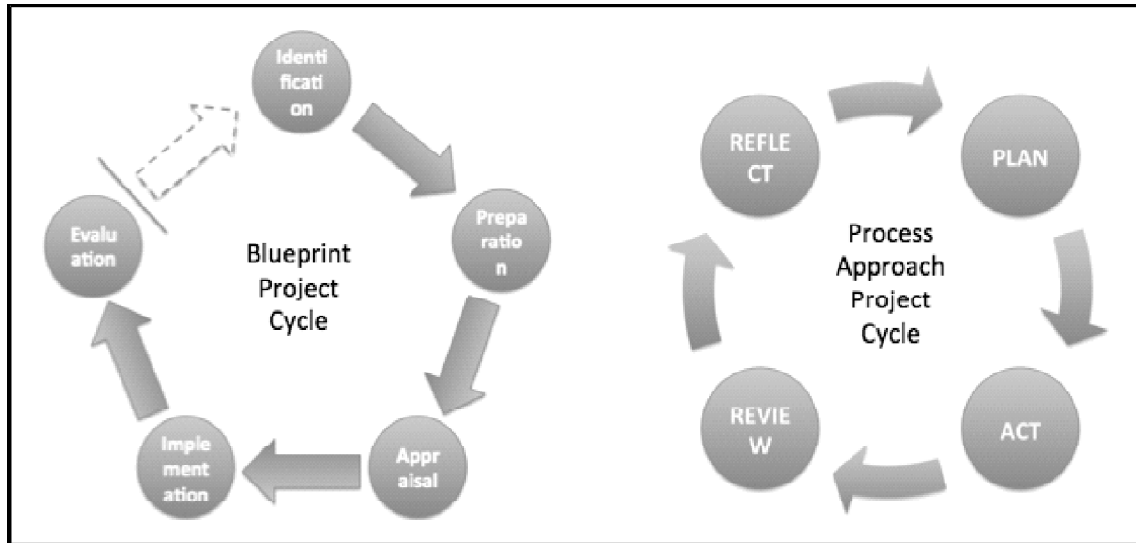 Identi
ficati
on
Prepa
ratio
n
Appr
aisal
Imple
ment
ation
Evalu
ation
Blueprint
Project
Cycle
REFLE
CT
PLAN
ACT
REVIE
W
Process
Approach
Project
Cycle